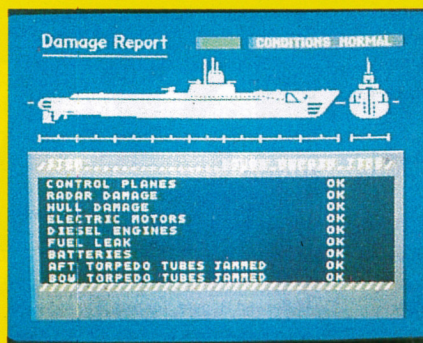 Damage Report CONDITIONS NORMAL
ITEM
CONTROL PLANES OK
RADAR DAMAGE OK
HULL DAMAGE OK
ELECTRIC MOTORS OK
DIESEL ENGINES OK
FUEL LEAK OK
BATTERIES OK
AFT TORPEDO TUBES JAMMED OK
BOW TORPEDO TUBES JAMMED OK